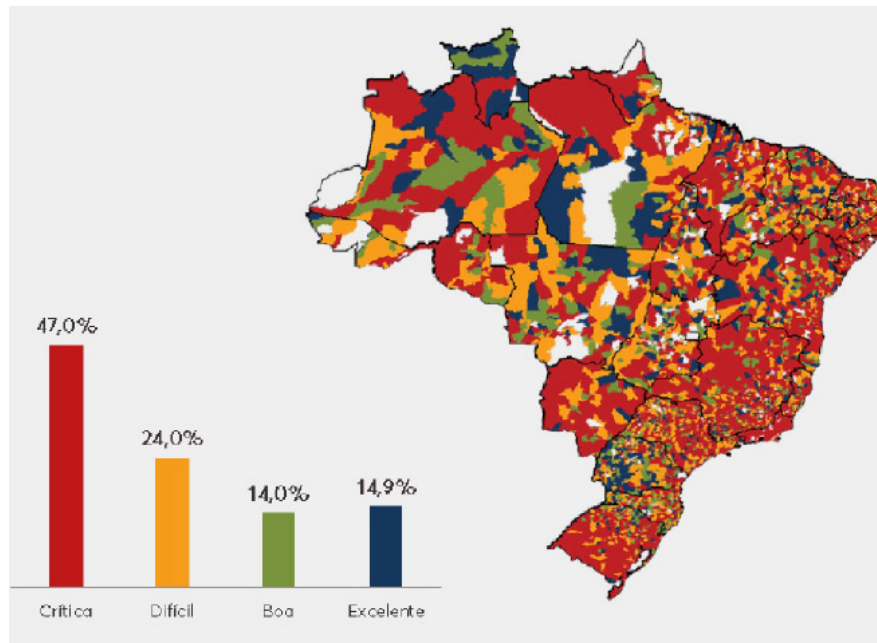 47,0%
24,0%
14,0%
14,9%
Crítica
Difícil
Boa
Excelente